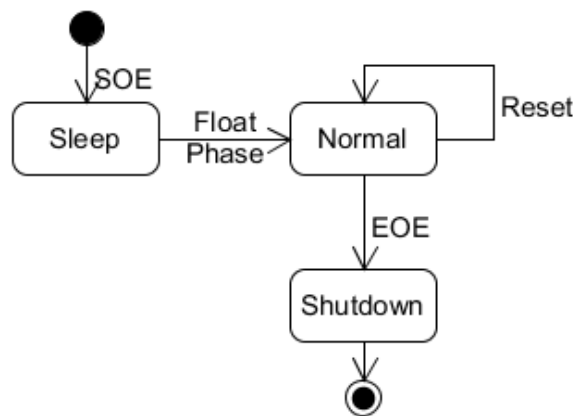 SOE
Sleep
Float
Phase
Normal
Reset
EOE
Shutdown